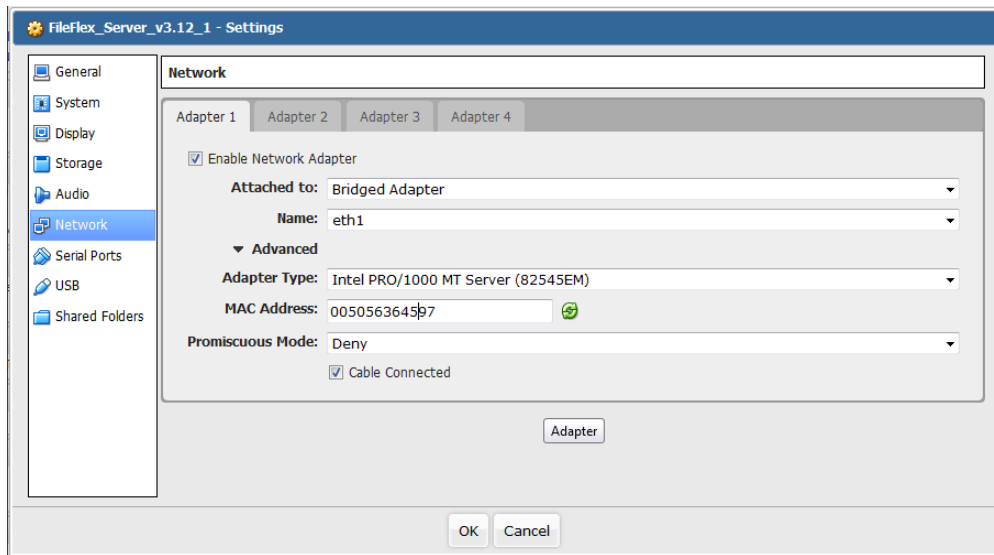 FileFlex_Server_v3.12_1 - Settings
General
System
Display
Storage
Audio
Network
Serial Ports
USB
Shared Folders
Network
Adapter 1 Adapter 2 Adapter 3 Adapter 4
Enable Network Adapter
Attached to: Bridged Adapter
Name: eth1
Advanced
Adapter Type: Intel PRO/1000 MT Server (82545EM)
MAC Address: 005056364597
Promiscuous Mode: Deny
Cable Connected
Adapter
OK Cancel